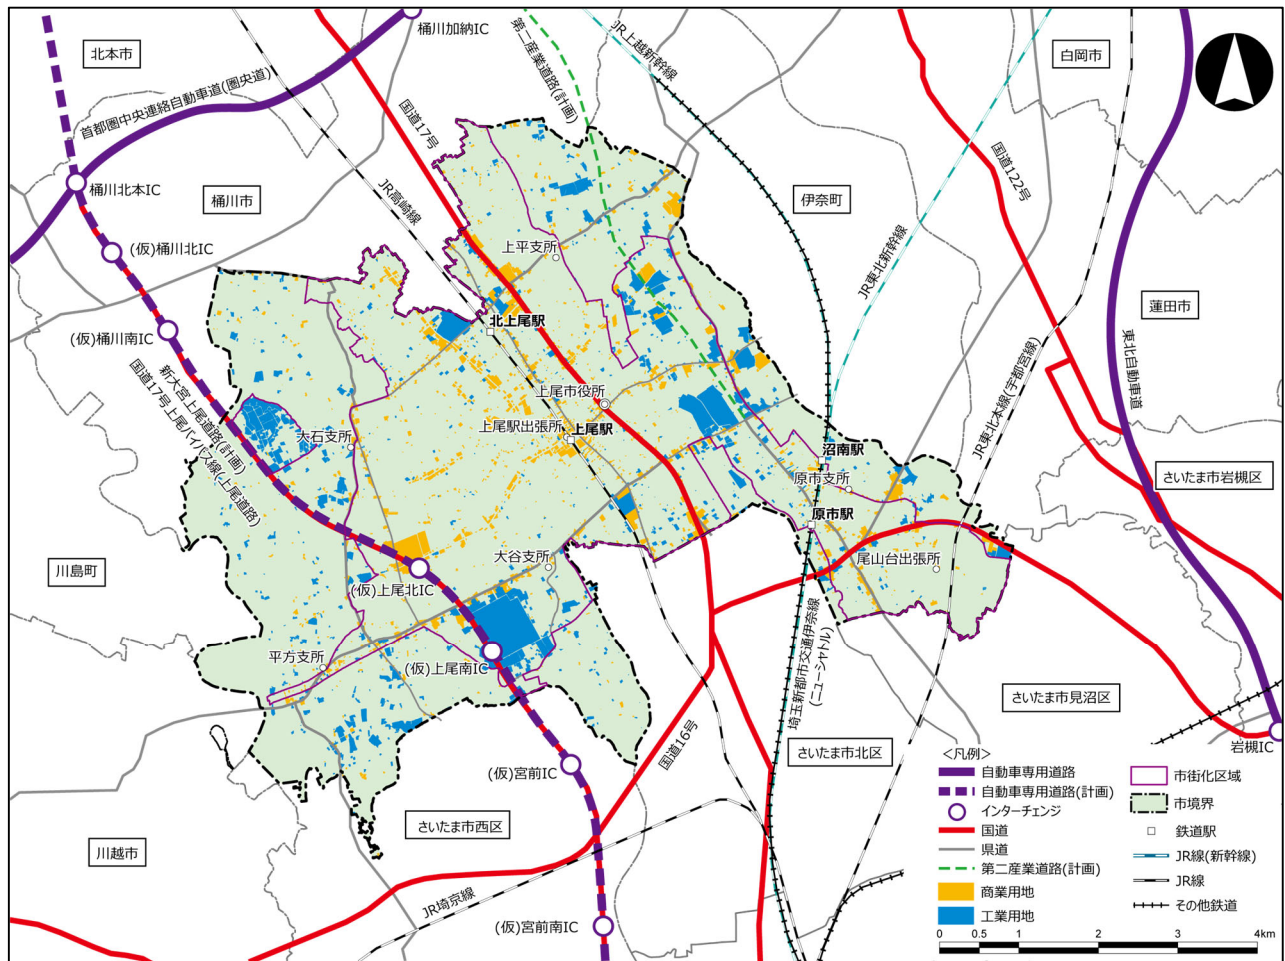 桶川加納IC
北本市
首都圏中央連絡自動車道(圏央道)
国道17号
第二産業道路(計画)
JR上越新幹線
白岡市
国道122号
桶川北本IC
桶川市
JR高崎線
伊奈町
(仮)桶川北IC
上平支所
JR東北新幹線
蓮田市
東北自動車道
(仮)桶川南IC
北上尾駅
JR東北本線(宇都宮線)
新大宮上尾道路(計画)
国道17号上尾バイパス線(上尾道路)
大石支所
上尾市役所
上尾駅出張所
上尾駅
沼南駅
原市支所
原市駅
さいたま市岩槻区
川島町
(仮)上尾北IC
大谷支所
尾山台出張所
平方支所
(仮)上尾南IC
埼玉新都市交通伊奈線
(ニューシャトル)
さいたま市見沼区
国道16号
さいたま市北区
岩槻IC
(仮)宮前IC
さいたま市西区
川越市
JR埼京線
(仮)宮前南IC
<凡例>
自動車専用道路
自動車専用道路(計画)
インターチェンジ
国道
県道
第二産業道路(計画)
商業用地
工業用地
市街化区域
市境界
鉄道駅
JR線(新幹線)
JR線
その他鉄道
0 0.5 1 2 3 4km